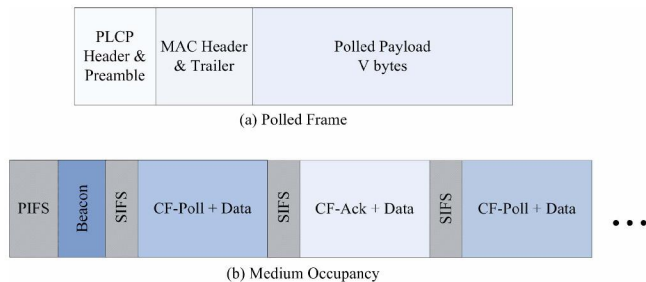 PLCP
Header &
Preamble
MAC Header
& Trailer
Polled Payload
V bytes
(a) Polled Frame
PIFS
Beacon
SIFS
CF-Poll + Data
SIFS
CF-Ack + Data
SIFS
CF-Poll + Data
...
(b) Medium Occupancy